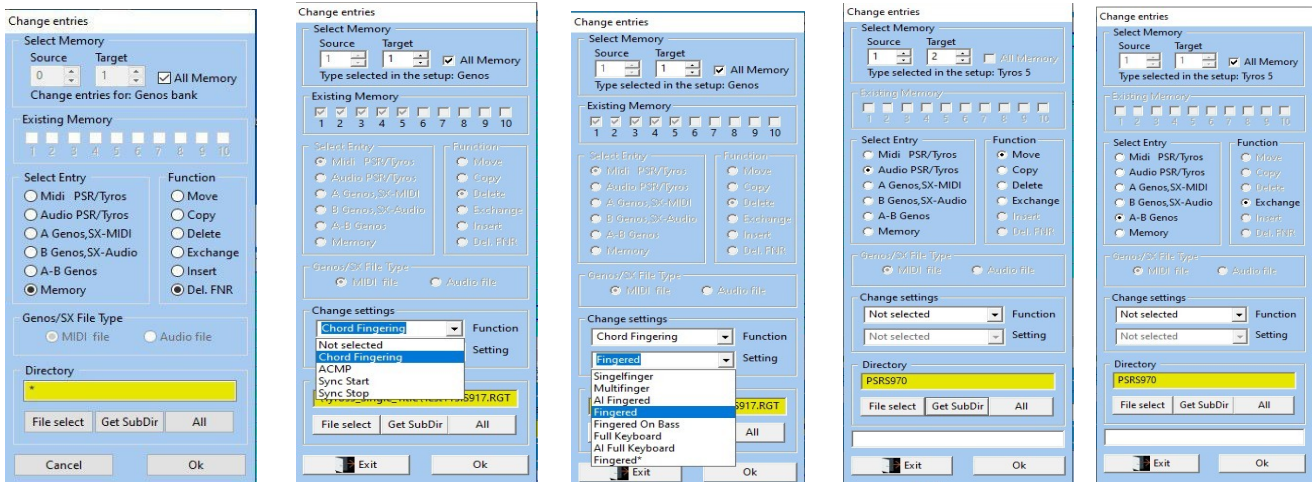 Change entries
Select Memory
Source Target
0 1 All Memory
Change entries for: Genos bank
Existing Memory
1 2 3 4 5 6 7 8 9 10
Select Entry Function
Midi PSR/Tyros Move
Audio PSR/Tyros Copy
A Genos,SX-MIDI Delete
B Genos,SX-Audio Exchange
A-B Genos Insert
Memory Del. FNR
Genos/SX File Type
MIDI file Audio file
Directory
*
File select Get SubDir All
Cancel Ok
Change entries
Select Memory
Source Target
1 1 All Memory
Type selected in the setup: Genos
Existing Memory
1 2 3 4 5 6 7 8 9 10
Select Entry Function
Midi PSR/Tyros Move
Audio PSR/Tyros Copy
A Genos,SX-MIDI Delete
B Genos,SX-Audio Exchange
A-B Genos Insert
Memory Del. FNR
Genos/SX File Type
MIDI file Audio file
Change settings
Chord Fingering Function
Not selected
Chord Fingering Setting
ACMP
Sync Start
Sync Stop
S917.RGT
File select Get SubDir All
Exit Ok
Change entries
Select Memory
Source Target
1 1 All Memory
Type selected in the setup: Genos
Existing Memory
1 2 3 4 5 6 7 8 9 10
Select Entry Function
Midi PSR/Tyros Move
Audio PSR/Tyros Copy
A Genos,SX-MIDI Delete
B Genos,SX-Audio Exchange
A-B Genos Insert
Memory Del. FNR
Genos/SX File Type
MIDI file Audio file
Change settings
Chord Fingering Function
Fingered Setting
Singelfinger
Multifinger
AI Fingered
Fingered
S917.RGT
Fingered On Bass
Full Keyboard All
AI Full Keyboard
Fingered*
Exit Ok
Change entries
Select Memory
Source Target
1 2 All Memory
Type selected in the setup: Tyros 5
Existing Memory
1 2 3 4 5 6 7 8 9 10
Select Entry Function
Midi PSR/Tyros Move
Audio PSR/Tyros Copy
A Genos,SX-MIDI Delete
B Genos,SX-Audio Exchange
A-B Genos Insert
Memory Del. FNR
Genos/SX File Type
MIDI file Audio file
Change settings
Not selected Function
Not selected Setting
Directory
PSRS970
File select Get SubDir All
Exit Ok
Change entries
Select Memory
Source Target
1 1 All Memory
Type selected in the setup: Tyros 5
Existing Memory
1 2 3 4 5 6 7 8 9 10
Select Entry Function
Midi PSR/Tyros Move
Audio PSR/Tyros Copy
A Genos,SX-MIDI Delete
B Genos,SX-Audio Exchange
A-B Genos Insert
Memory Del. FNR
Genos/SX File Type
MIDI file Audio file
Change settings
Not selected Function
Not selected Setting
Directory
PSRS970
File select Get SubDir All
Exit Ok